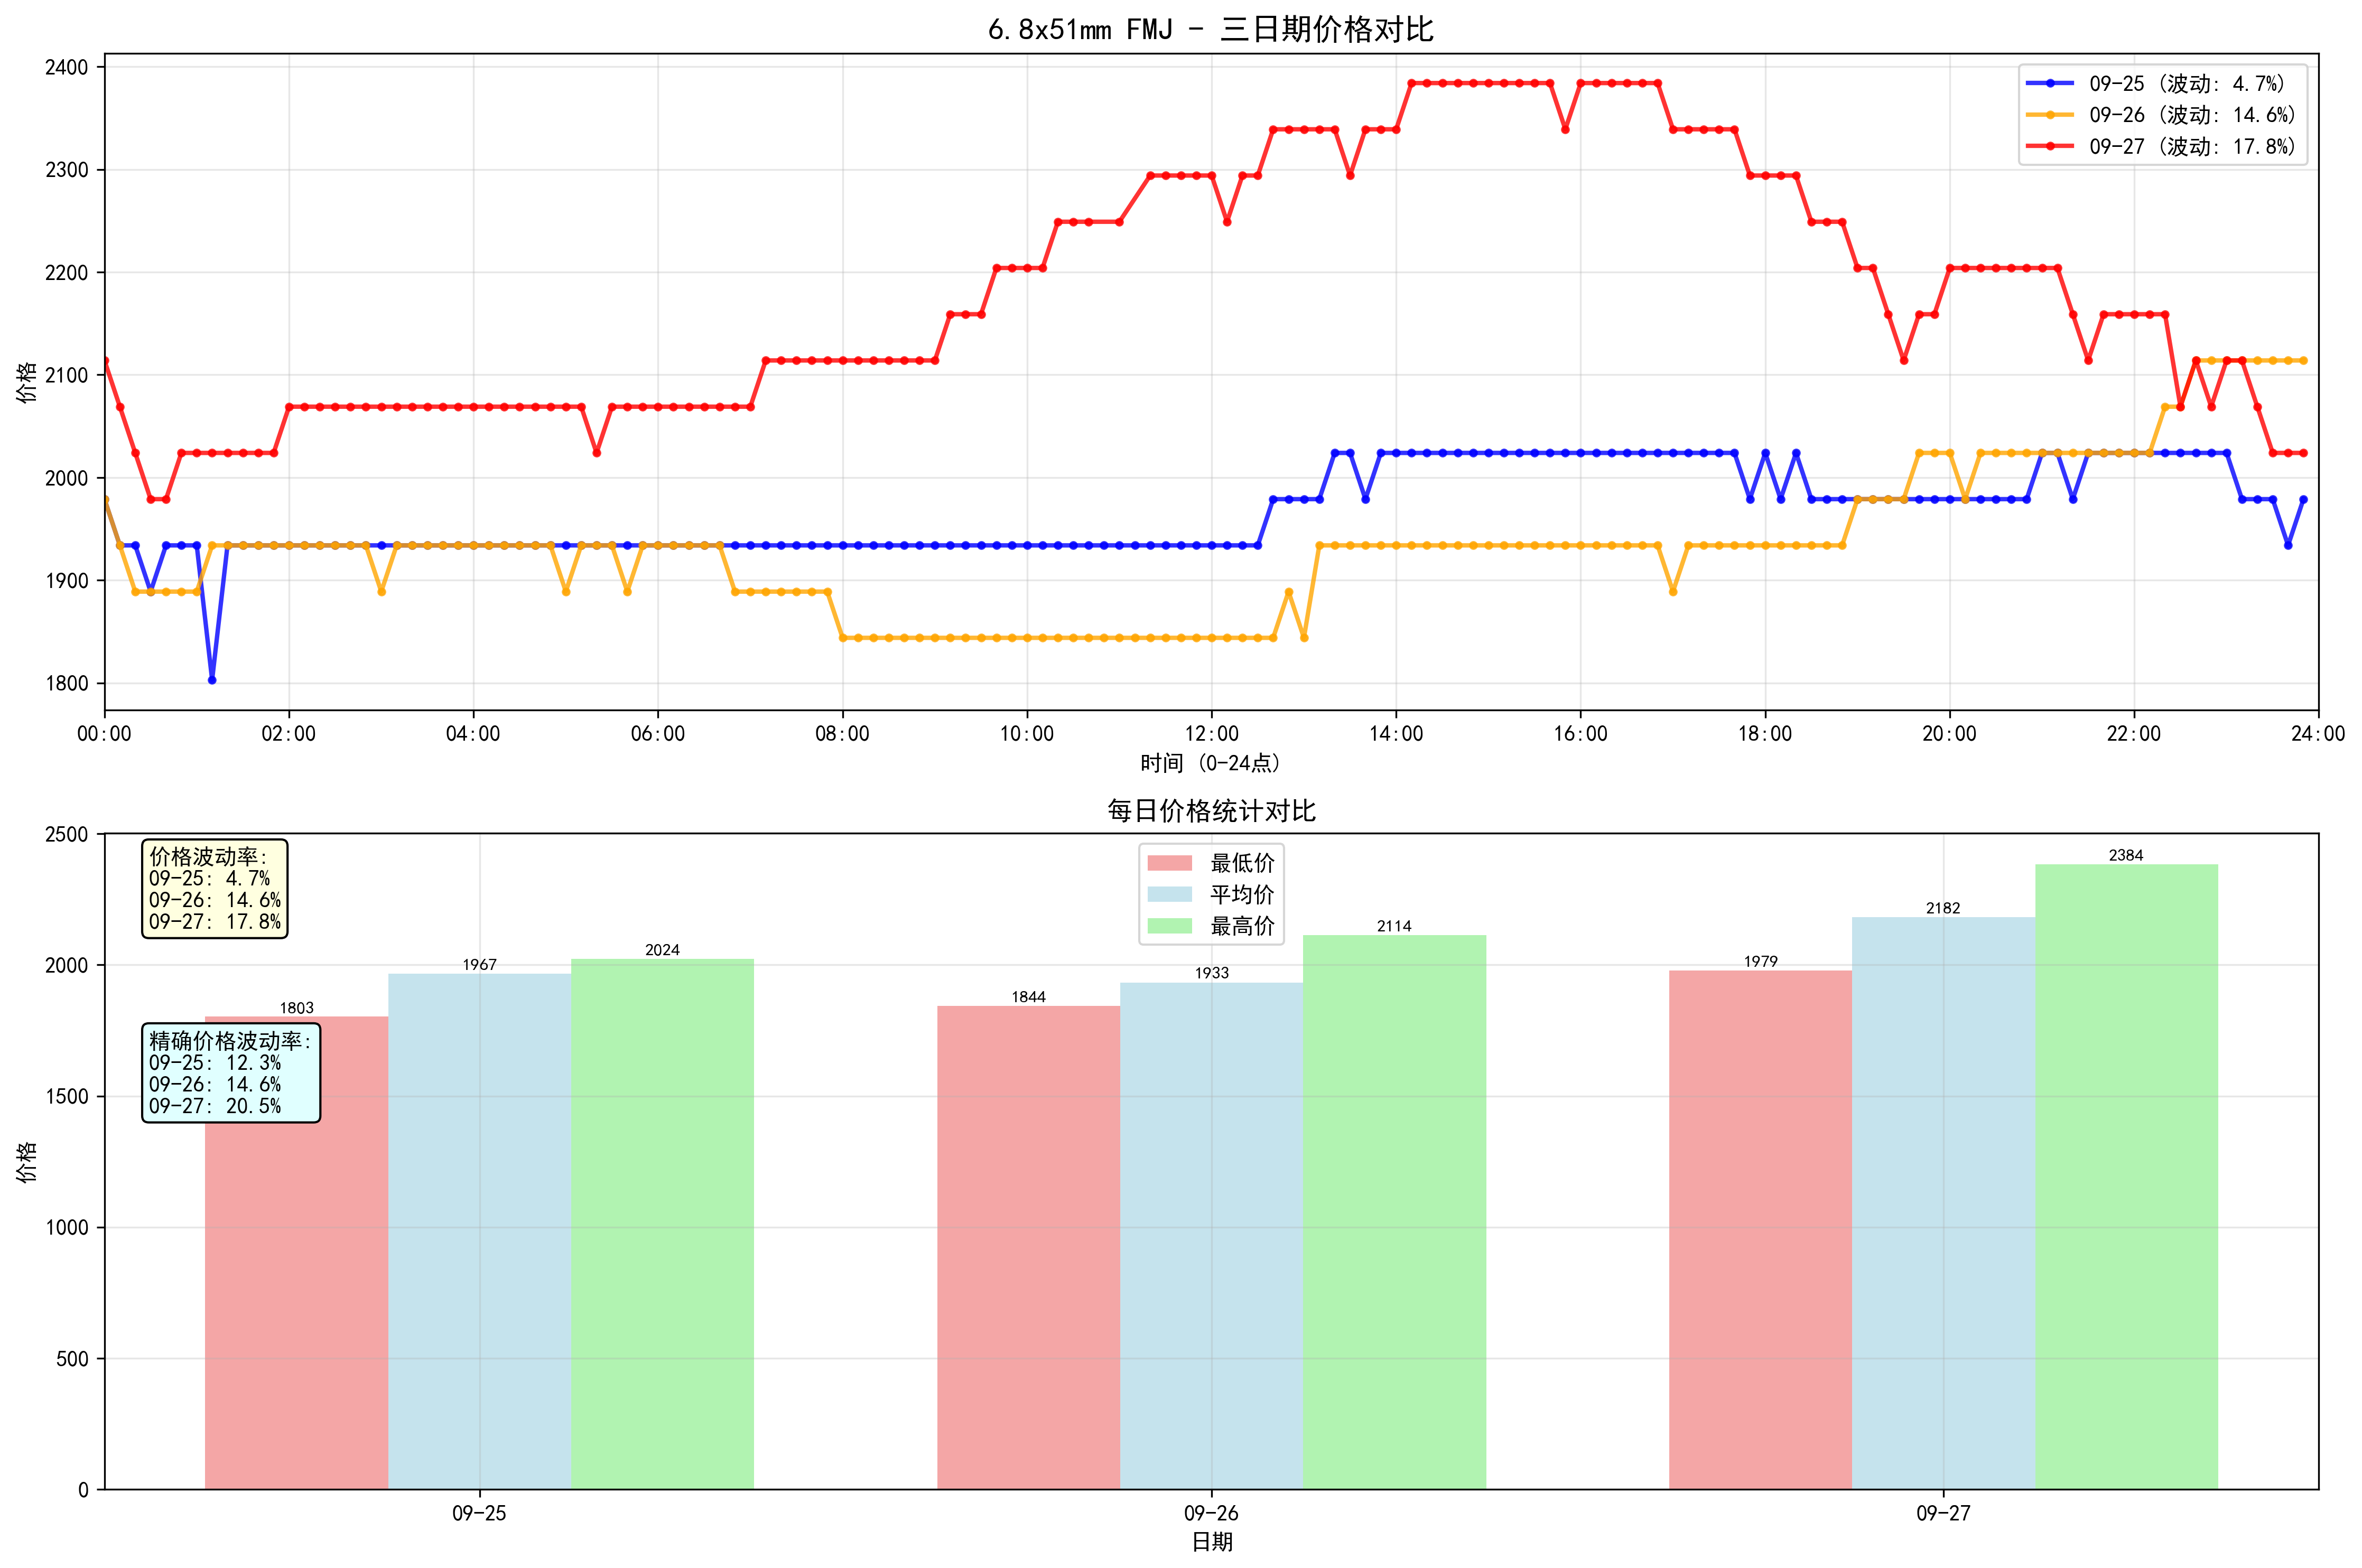 6.8x51mm FMJ - 三日期价格对比
2400
2300
2200
2100
2000
1900
1800
价格
09-25 (波动: 4.7%)
09-26 (波动: 14.6%)
09-27 (波动: 17.8%)
00:00 02:00 04:00 06:00 08:00 10:00 12:00 14:00 16:00 18:00 20:00 22:00 24:00
时间 (0-24点)
每日价格统计对比
2500
2000
1500
1000
500
0
价格
价格波动率:
09-25: 4.7%
09-26: 14.6%
09-27: 17.8%
精确价格波动率:
09-25: 12.3%
09-26: 14.6%
09-27: 20.5%
最低价
平均价
最高价
1803 1967 2024
1844 1933 2114
1979 2182 2384
09-25 09-26 09-27
日期